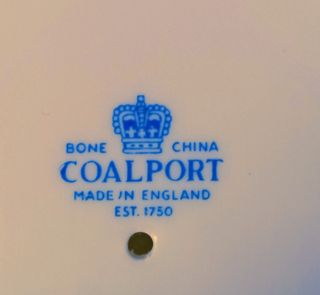 BONE CHINA
COALPORT
MADE IN ENGLAND
EST. 1750